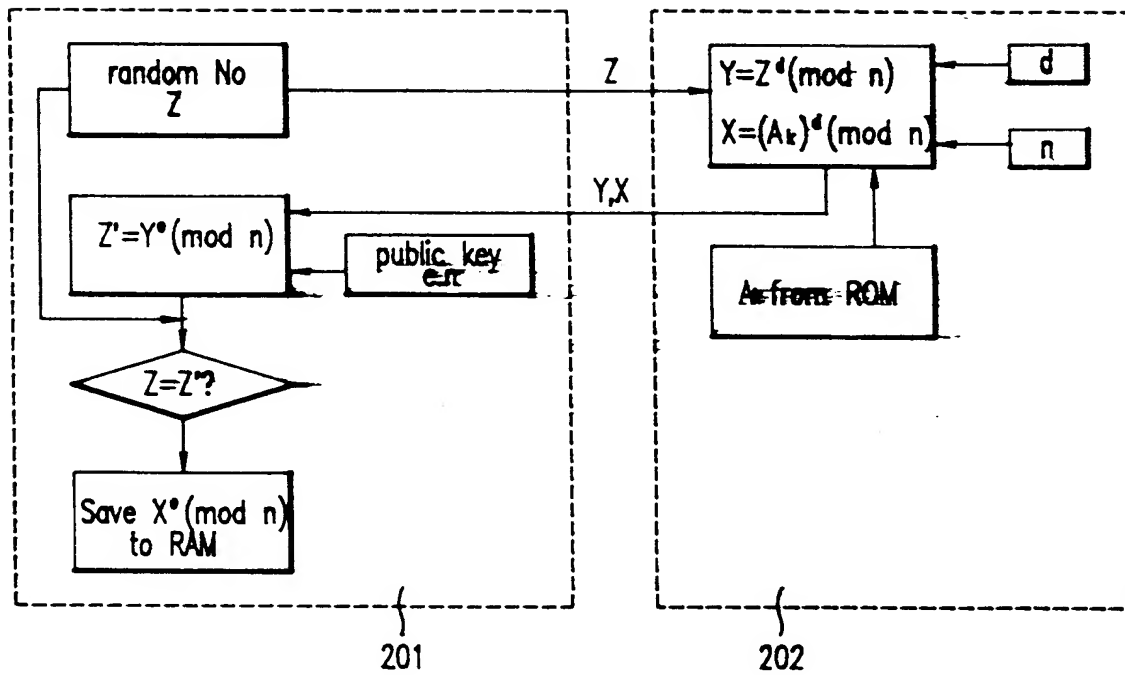 random No
Z
Z
Y=Z^d(mod n)
X=(A_k)^d(mod n)
d
n
Y,X
Z'=Y^e(mod n)
public key
e n
A_k from ROM
Z=Z'?
Save X^e(mod n)
to RAM
201
202